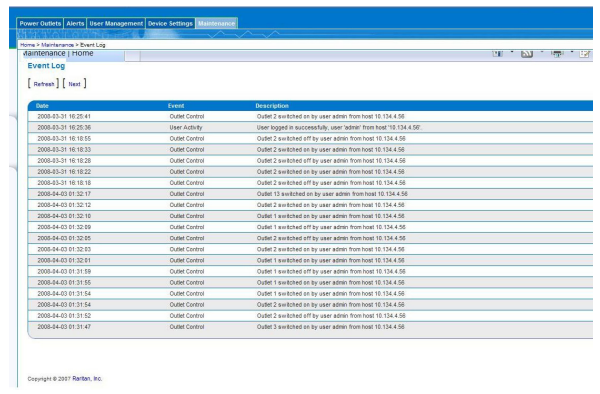 Power Outlets Alerts User Management Device Settings Maintenance
Home > Maintenance > Event Log
Maintenance | Home
Event Log
[ Refresh ] [ Next ]
Date Event Description
2008-03-31 16:25:41 Outlet Control Outlet 2 switched on by user admin from host 10.134.4.56
2008-03-31 16:25:36 User Activity User logged in successfully, user 'admin' from host '10.134.4.56'.
2008-03-31 16:18:55 Outlet Control Outlet 2 switched off by user admin from host 10.134.4.56
2008-03-31 16:18:33 Outlet Control Outlet 2 switched off by user admin from host 10.134.4.56
2008-03-31 16:18:28 Outlet Control Outlet 2 switched off by user admin from host 10.134.4.56
2008-03-31 16:18:22 Outlet Control Outlet 2 switched off by user admin from host 10.134.4.56
2008-03-31 16:18:18 Outlet Control Outlet 2 switched off by user admin from host 10.134.4.56
2008-04-03 01:32:17 Outlet Control Outlet 13 switched on by user admin from host 10.134.4.56
2008-04-03 01:32:12 Outlet Control Outlet 2 switched on by user admin from host 10.134.4.56
2008-04-03 01:32:10 Outlet Control Outlet 1 switched on by user admin from host 10.134.4.56
2008-04-03 01:32:09 Outlet Control Outlet 1 switched off by user admin from host 10.134.4.56
2008-04-03 01:32:05 Outlet Control Outlet 2 switched off by user admin from host 10.134.4.56
2008-04-03 01:32:03 Outlet Control Outlet 2 switched on by user admin from host 10.134.4.56
2008-04-03 01:32:01 Outlet Control Outlet 1 switched on by user admin from host 10.134.4.56
2008-04-03 01:31:59 Outlet Control Outlet 1 switched off by user admin from host 10.134.4.56
2008-04-03 01:31:55 Outlet Control Outlet 1 switched on by user admin from host 10.134.4.56
2008-04-03 01:31:54 Outlet Control Outlet 1 switched off by user admin from host 10.134.4.56
2008-04-03 01:31:54 Outlet Control Outlet 2 switched on by user admin from host 10.134.4.56
2008-04-03 01:31:52 Outlet Control Outlet 2 switched off by user admin from host 10.134.4.56
2008-04-03 01:31:47 Outlet Control Outlet 3 switched on by user admin from host 10.134.4.56
Copyright © 2007 Raritan, Inc.